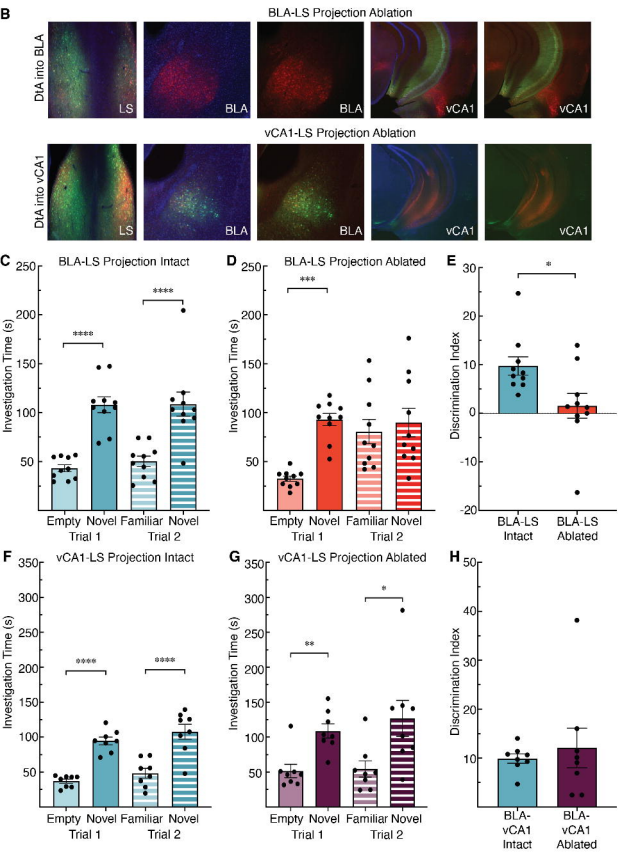 B
BLA-LS Projection Ablation
DtA into BLA
LS
BLA
BLA
vCA1
vCA1
vCA1-LS Projection Ablation
DtA into vCA1
LS
BLA
BLA
vCA1
vCA1
C
BLA-LS Projection Intact
Investigation Time (s)
250
200
150
100
50
****
****
Empty Novel Familiar Novel
Trial 1 Trial 2
D
BLA-LS Projection Ablated
Investigation Time (s)
250
200
150
100
50
***
Empty Novel Familiar Novel
Trial 1 Trial 2
E
Discrimination Index
30
20
10
0
-10
-20
*
BLA-LS BLA-LS
Intact Ablated
F
vCA1-LS Projection Intact
Investigation Time (s)
350
300
250
200
150
100
50
****
****
Empty Novel Familiar Novel
Trial 1 Trial 2
G
vCA1-LS Projection Ablated
Investigation Time (s)
350
300
250
200
150
100
50
**
*
Empty Novel Familiar Novel
Trial 1 Trial 2
H
Discrimination Index
50
40
30
20
10
0
BLA- BLA-
vCA1 vCA1
Intact Ablated